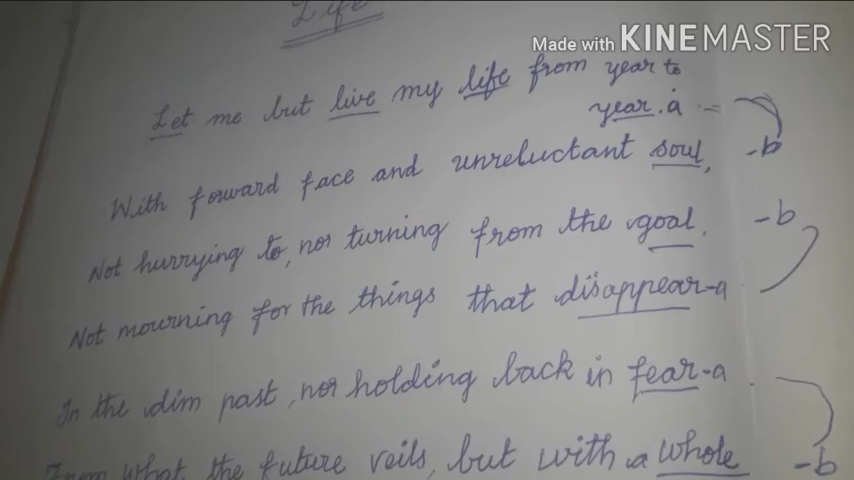 Life
Made with KINEMASTER
Let me but live my life from year to
year. a -
With forward face and unreluctant soul, -b
Not hurrying to, nor turning from the goal. -b
Not mourning for the things that disappear-a
In the dim past, nor holding back in fear-a
From what the future veils, but with a whole -b